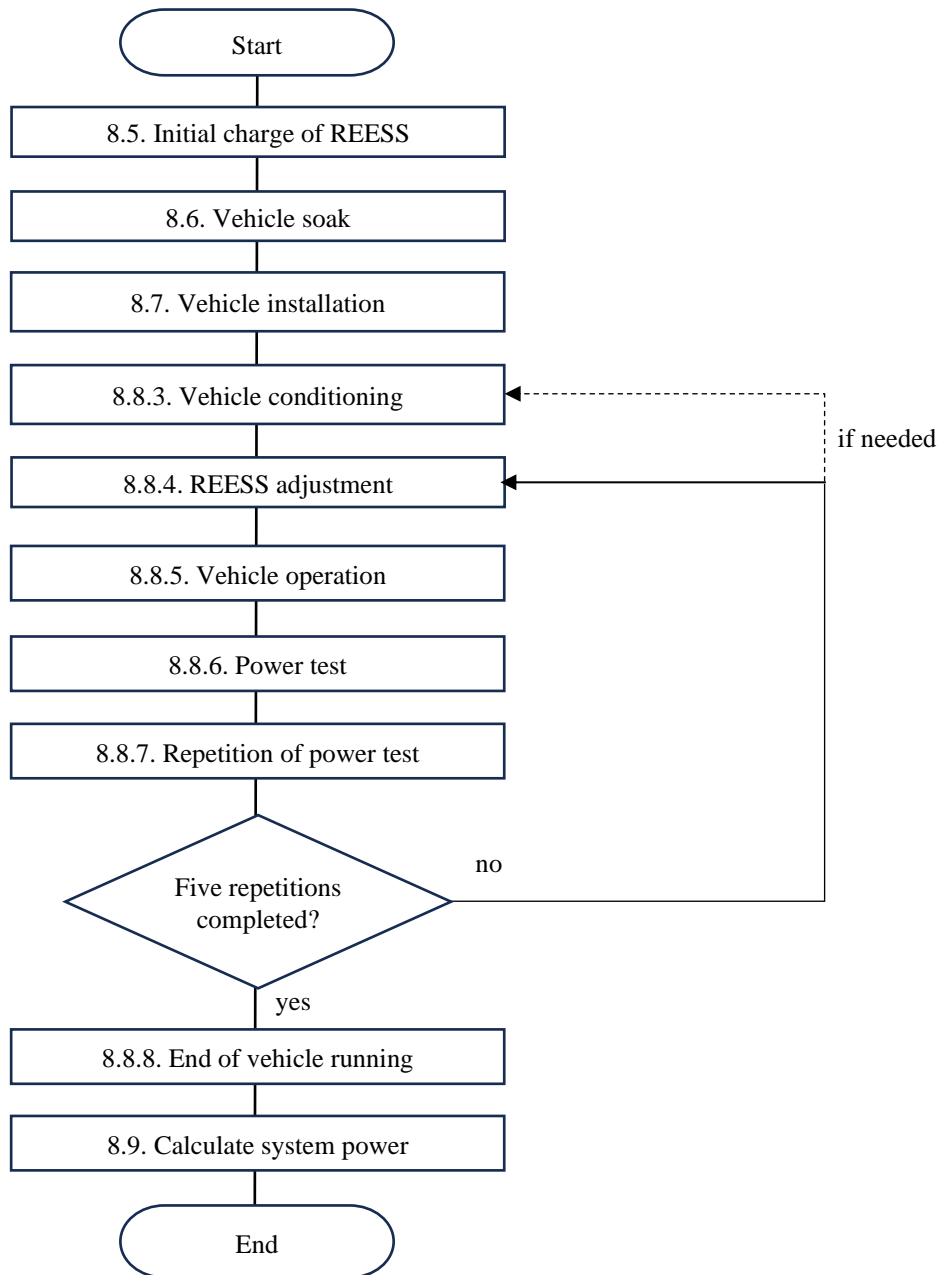 Start
8.5. Initial charge of REESS
8.6. Vehicle soak
8.7. Vehicle installation
8.8.3. Vehicle conditioning
if needed
8.8.4. REESS adjustment
8.8.5. Vehicle operation
8.8.6. Power test
8.8.7. Repetition of power test
no
Five repetitions
completed?
yes
8.8.8. End of vehicle running
8.9. Calculate system power
End